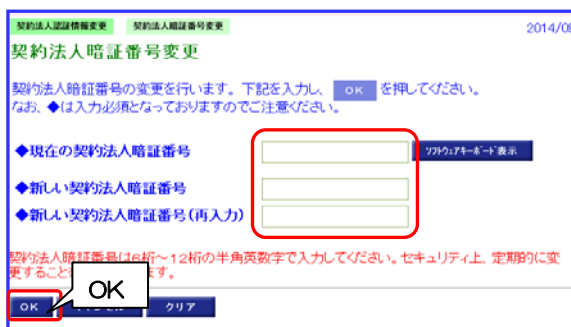 契約法人認証情報変更 契約法人暗証番号変更
2014/05
契約法人暗証番号変更
契約法人暗証番号の変更を行います。下記を入力し、 OK を押してください。
なお、◆は入力必須となっておりますのでご注意ください。
◆現在の契約法人暗証番号 ソフトウェアキーボード表示
◆新しい契約法人暗証番号
◆新しい契約法人暗証番号(再入力)
契約法人暗証番号は6桁～12桁の半角英数字で入力してください。セキュリティ上、定期的に変
更すること ます。
OK
OK クリア